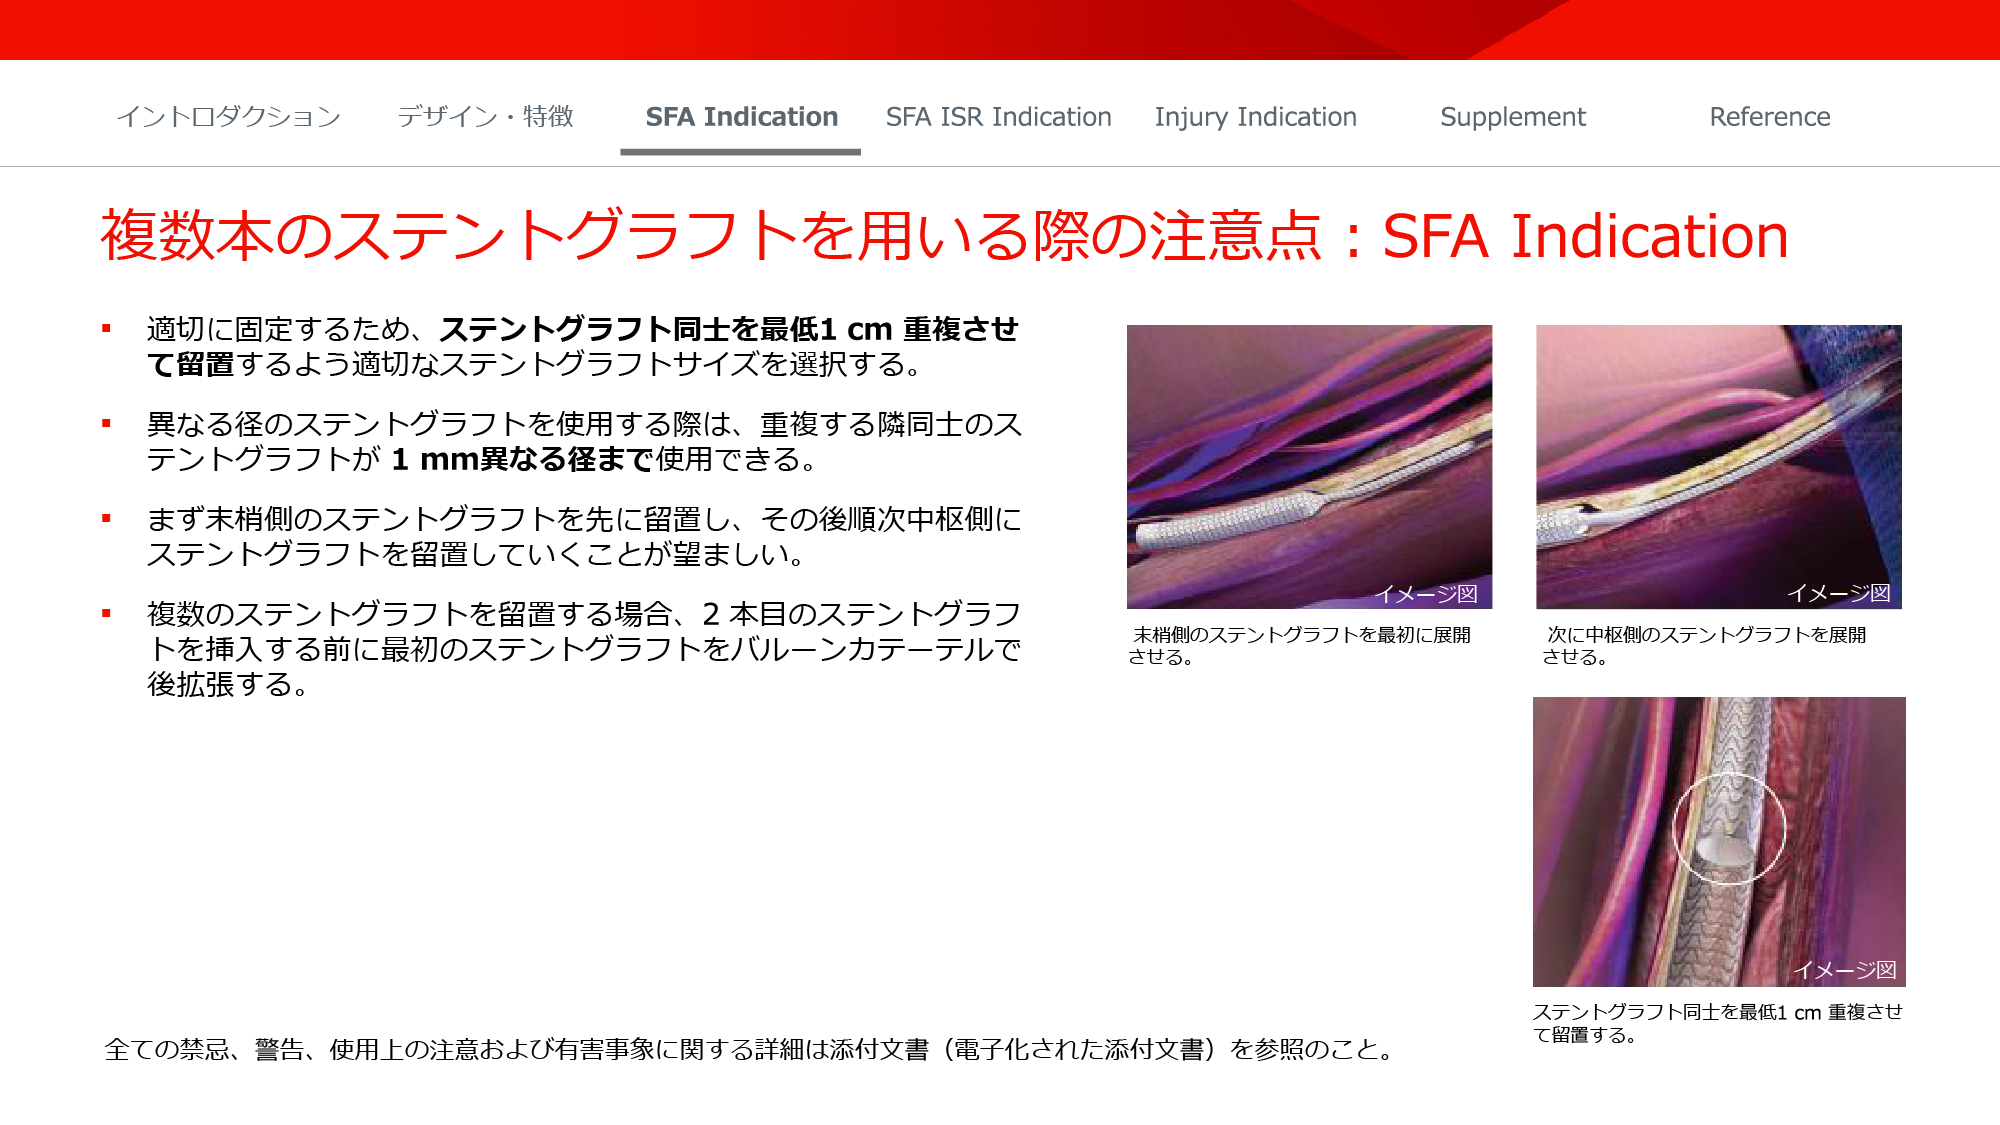 イントロダクション デザイン・特徴 SFA Indication SFA ISR Indication Injury Indication Supplement Reference
複数本のステントグラフトを用いる際の注意点：SFA Indication
▪ 適切に固定するため、ステントグラフト同士を最低1 cm 重複させ
て留置するよう適切なステントグラフトサイズを選択する。
▪ 異なる径のステントグラフトを使用する際は、重複する隣同士のス
テントグラフトが 1 mm異なる径まで使用できる。
▪ まず末梢側のステントグラフトを先に留置し、その後順次中枢側に
ステントグラフトを留置していくことが望ましい。
▪ 複数のステントグラフトを留置する場合、2 本目のステントグラフ
トを挿入する前に最初のステントグラフトをバルーンカテーテルで
後拡張する。
イメージ図
末梢側のステントグラフトを最初に展開
させる。
イメージ図
次に中枢側のステントグラフトを展開
させる。
イメージ図
ステントグラフト同士を最低1 cm 重複させ
て留置する。
全ての禁忌、警告、使用上の注意および有害事象に関する詳細は添付文書（電子化された添付文書）を参照のこと。